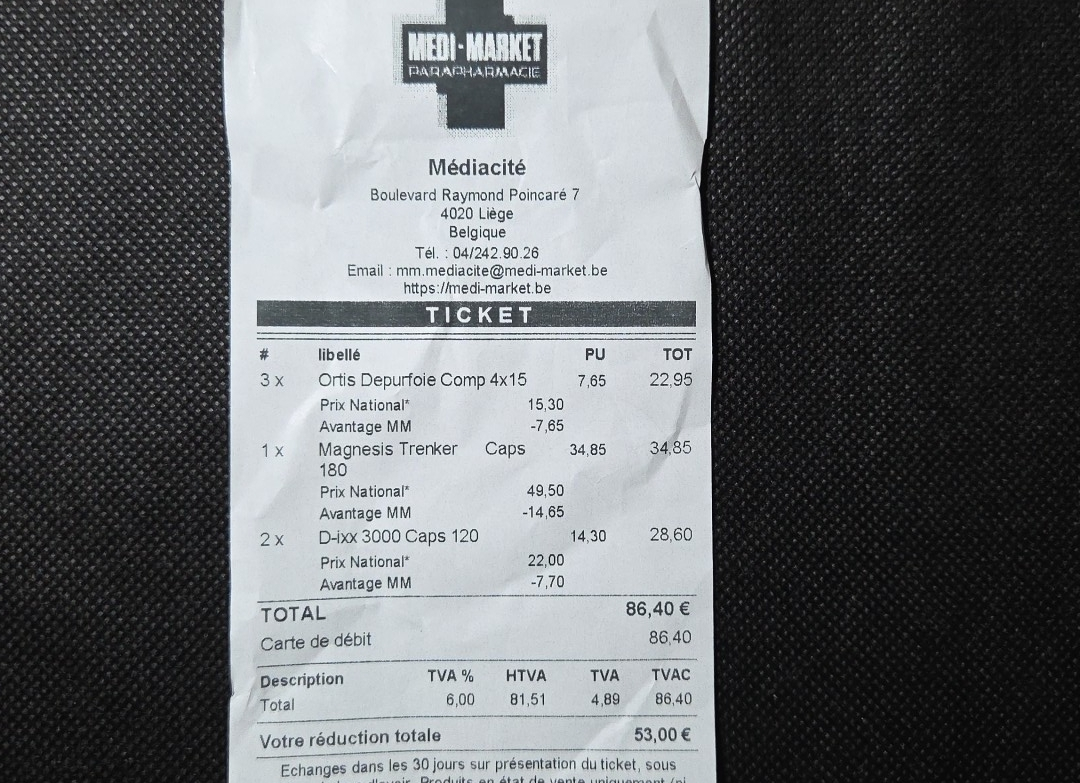 MEDI-MARKET
PARAPHARMACIE
Médiacité
Boulevard Raymond Poincaré 7
4020 Liège
Belgique
Tél. : 04/242.90.26
Email : mm.mediacite@medi-market.be
https://medi-market.be
TICKET
# libellé PU TOT
3 x Ortis Depurfoie Comp 4x15 7,65 22,95
Prix National* 15,30
Avantage MM -7,65
1 x Magnesis Trenker Caps 34,85 34,85
180
Prix National* 49,50
Avantage MM -14,65
2 x D-ixx 3000 Caps 120 14,30 28,60
Prix National* 22,00
Avantage MM -7,70
TOTAL 86,40 €
Carte de débit 86,40
Description TVA % HTVA TVA TVAC
Total 6,00 81,51 4,89 86,40
Votre réduction totale 53,00 €
Echanges dans les 30 jours sur présentation du ticket, sous
Produits en état de vente uniquement